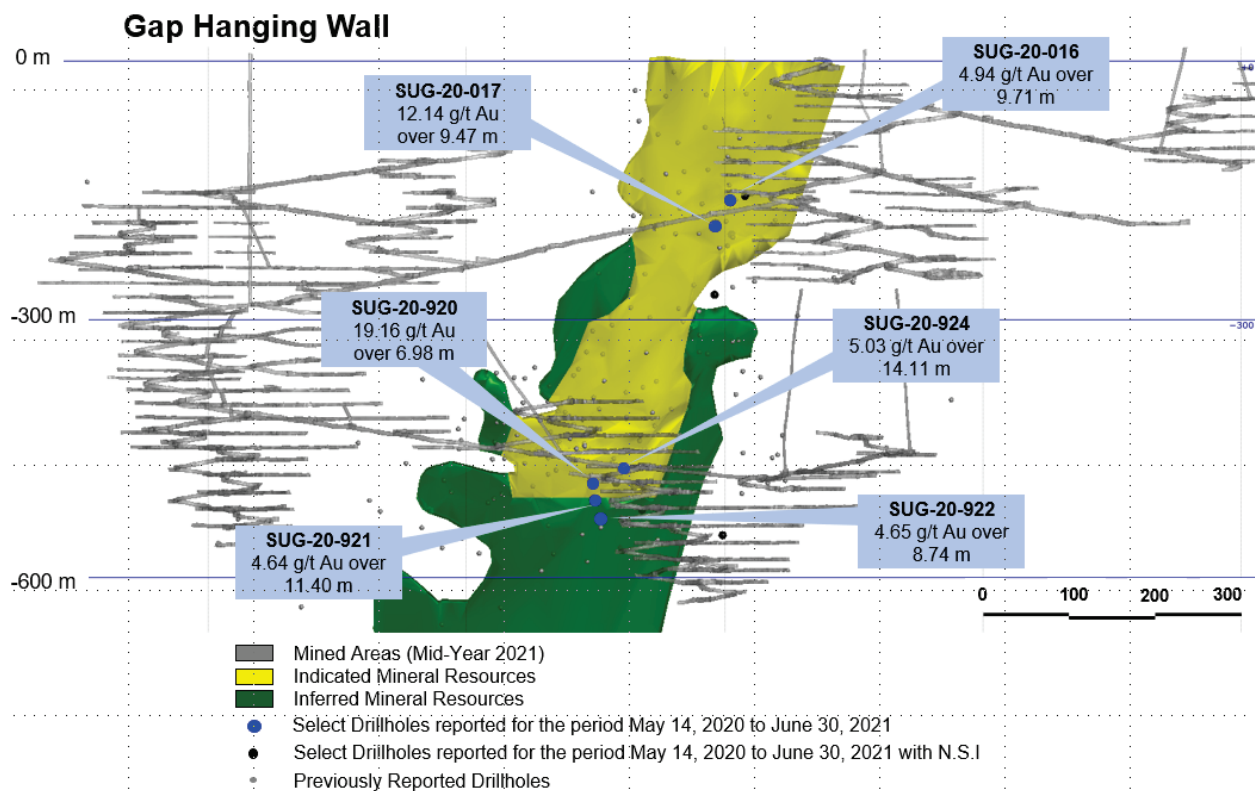 Gap Hanging Wall
0 m
SUG-20-016
4.94 g/t Au over
9.71 m
+0
SUG-20-017
12.14 g/t Au
over 9.47 m
SUG-20-920
19.16 g/t Au
over 6.98 m
-300 m
SUG-20-924
5.03 g/t Au over
14.11 m
-300
SUG-20-921
4.64 g/t Au over
11.40 m
SUG-20-922
4.65 g/t Au over
8.74 m
-600 m
0 100 200 300
Mined Areas (Mid-Year 2021)
Indicated Mineral Resources
Inferred Mineral Resources
Select Drillholes reported for the period May 14, 2020 to June 30, 2021
Select Drillholes reported for the period May 14, 2020 to June 30, 2021 with N.S.I
Previously Reported Drillholes